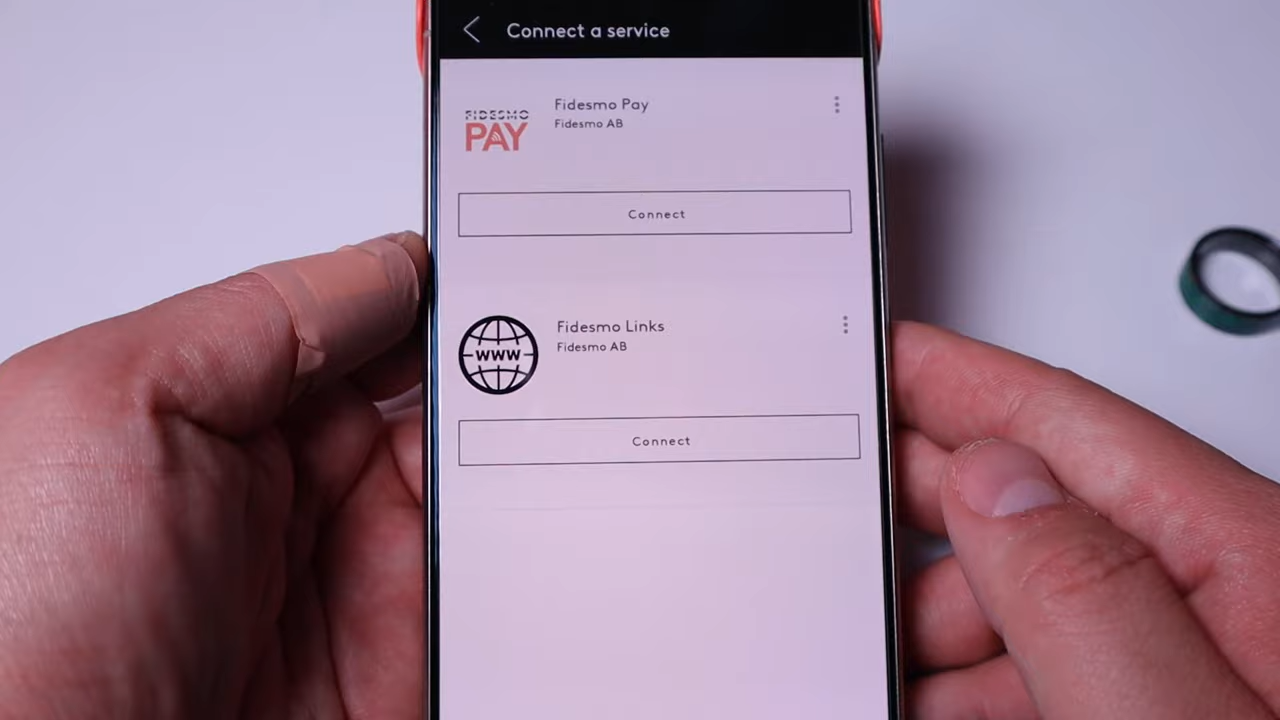 Connect a service
FIDESMO
PAY
Fidesmo Pay
Fidesmo AB
Connect
WWW
Fidesmo Links
Fidesmo AB
Connect